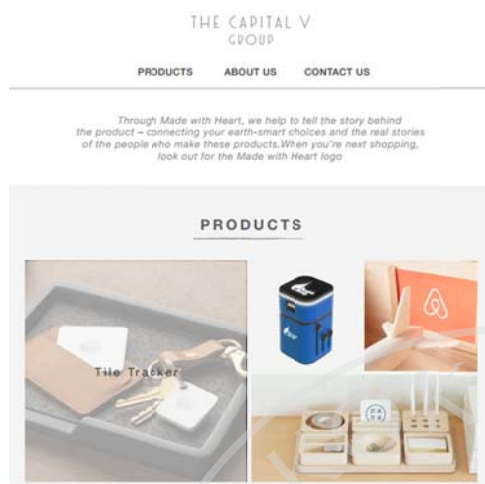 THE CAPITAL V
GROUP
PRODUCTS ABOUT US CONTACT US
Through Made with Heart, we help to tell the story behind
the product – connecting your earth-smart choices and the real stories
of the people who make these products.When you're next shopping,
look out for the Made with Heart logo
PRODUCTS
Tile Tracker